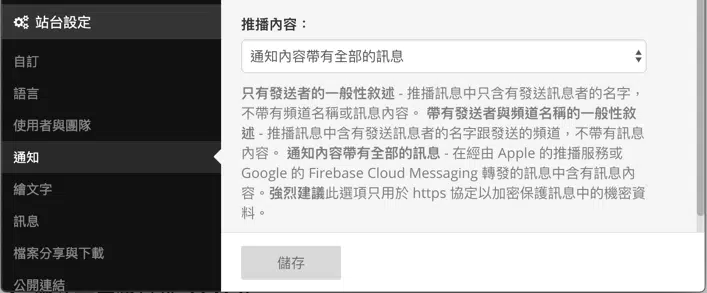 站台設定
自訂
語言
使用者與團隊
通知
繪文字
訊息
檔案分享與下載
公開連結
推播內容：
通知內容帶有全部的訊息
只有發送者的一般性敘述 - 推播訊息中只含有發送訊息者的名字，
不帶有頻道名稱或訊息內容。 帶有發送者與頻道名稱的一般性敘
述 - 推播訊息中含有發送訊息者的名字跟發送的頻道，不帶有訊息
內容。 通知內容帶有全部的訊息 - 在經由 Apple 的推播服務或
Google 的 Firebase Cloud Messaging 轉發的訊息中含有訊息內
容。強烈建議此選項只用於 https 協定以加密保護訊息中的機密資
料。
儲存